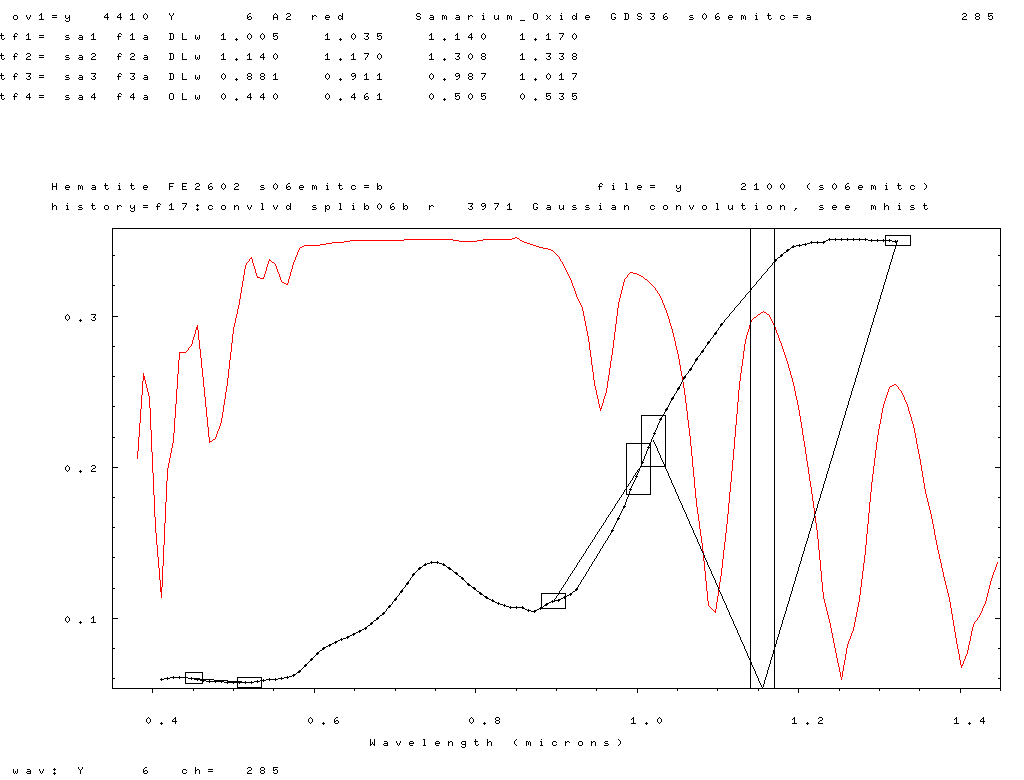 ov1=y 4410 Y 6 A2 red Samarium_Oxide GDS36 s06emitc=a 285
tf1= sa1 f1a DLw 1.005 1.035 1.140 1.170
tf2= sa2 f2a DLw 1.140 1.170 1.308 1.338
tf3= sa3 f3a DLw 0.881 0.911 0.987 1.017
tf4= sa4 f4a OLw 0.440 0.461 0.505 0.535
Hematite FE2602 s06emitc=b file= y 2100 (s06emitc)
history=f17:convlvd splib06b r 3971 Gaussian convolution, see mhist
0.3
0.2
0.1
0.4 0.6 0.8 1.0 1.2 1.4
Wavelength (microns)
wav: Y 6 ch= 285